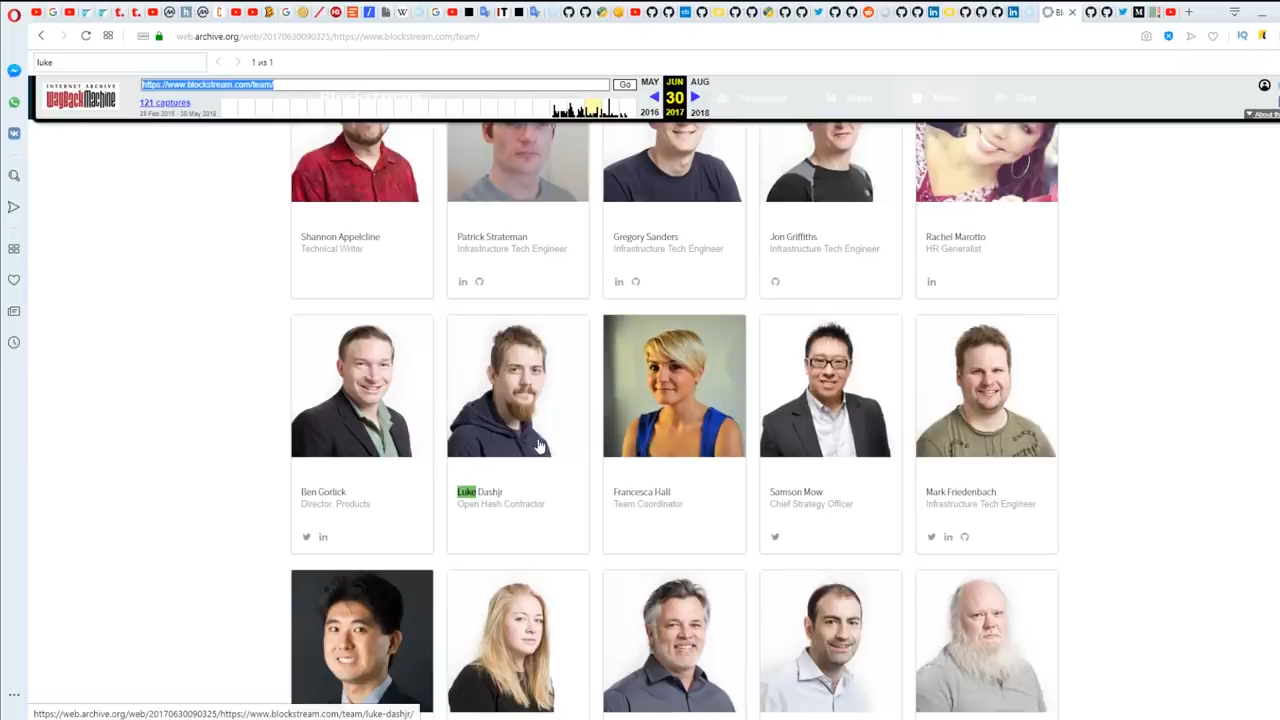 web.archive.org/web/20170630090325/https://www.blockstream.com/team/
luke
1 из 1
INTERNET ARCHIVE
WayBackMachine
https://www.blockstream.com/team/
Go
MAY JUN AUG
121 captures
30
2016 2017 2018
About th
Shannon Appelcline
Technical Writer
Patrick Strateman
Infrastructure Tech Engineer
Gregory Sanders
Infrastructure Tech Engineer
Jon Griffiths
Infrastructure Tech Engineer
Rachel Marotto
HR Generalist
Ben Gorlick
Director. Products
Luke Dashjr
Open Hash Contractor
Francesca Hall
Team Coordinator
Samson Mow
Chief Strategy Officer
Mark Friedenbach
Infrastructure Tech Engineer
https://web.archive.org/web/20170630090325/https://www.blockstream.com/team/luke-dashjr/